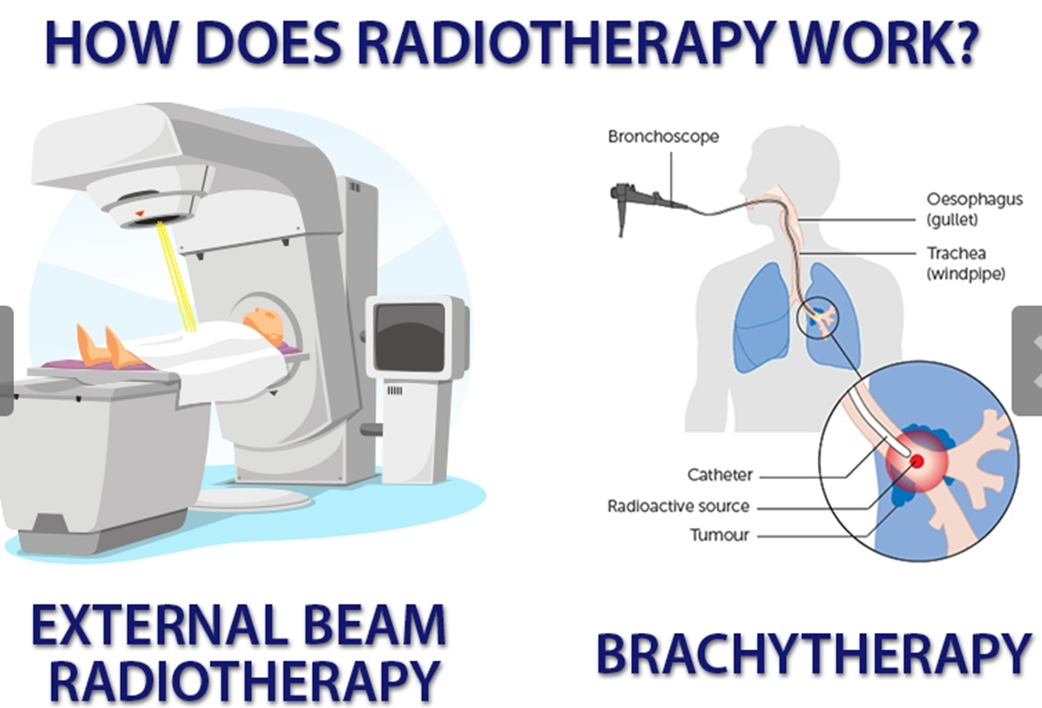 HOW DOES RADIOTHERAPY WORK?
Bronchoscope
Oesophagus
(gullet)
Trachea
(windpipe)
Catheter
Radioactive source
Tumour
EXTERNAL BEAM
RADIOTHERAPY
BRACHYTHERAPY